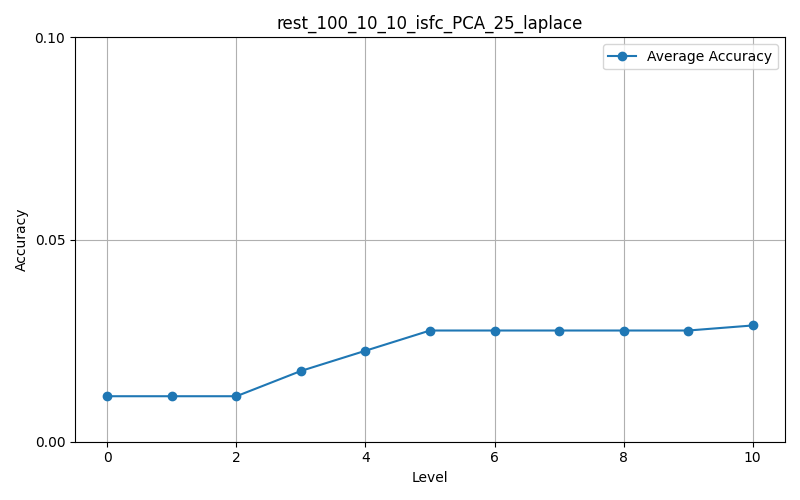 rest_100_10_10_isfc_PCA_25_laplace
0.10
Average Accuracy
0.05
Accuracy
0.00
0 2 4 6 8 10
Level